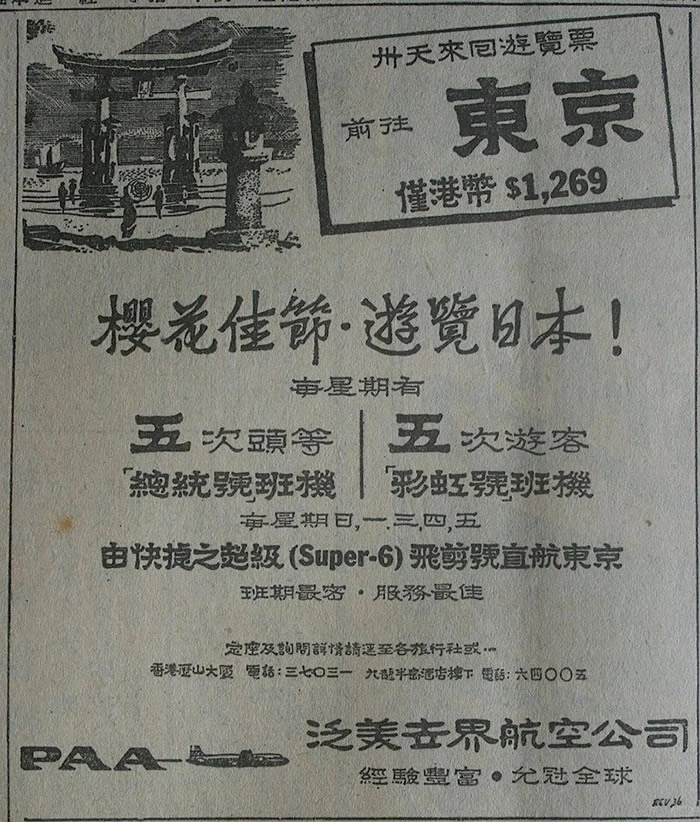 卅天來回遊覽票
前往 東京
僅港幣 $1,269
櫻花佳節·遊覽日本!
每星期有
五次頭等 五次遊客
「總統號」班機 「彩虹號」班機
每星期日,一,三,四,五
由快捷之超級 (Super-6) 飛剪號直航東京
班期最密·服務最佳
定座及詢問詳情請逕至各旅行社或…
香港歷山大廈 電話:三七〇三一 九龍半島酒店樓下 電話:六四〇〇五
PAA 泛美世界航空公司
經驗豐富·允冠全球